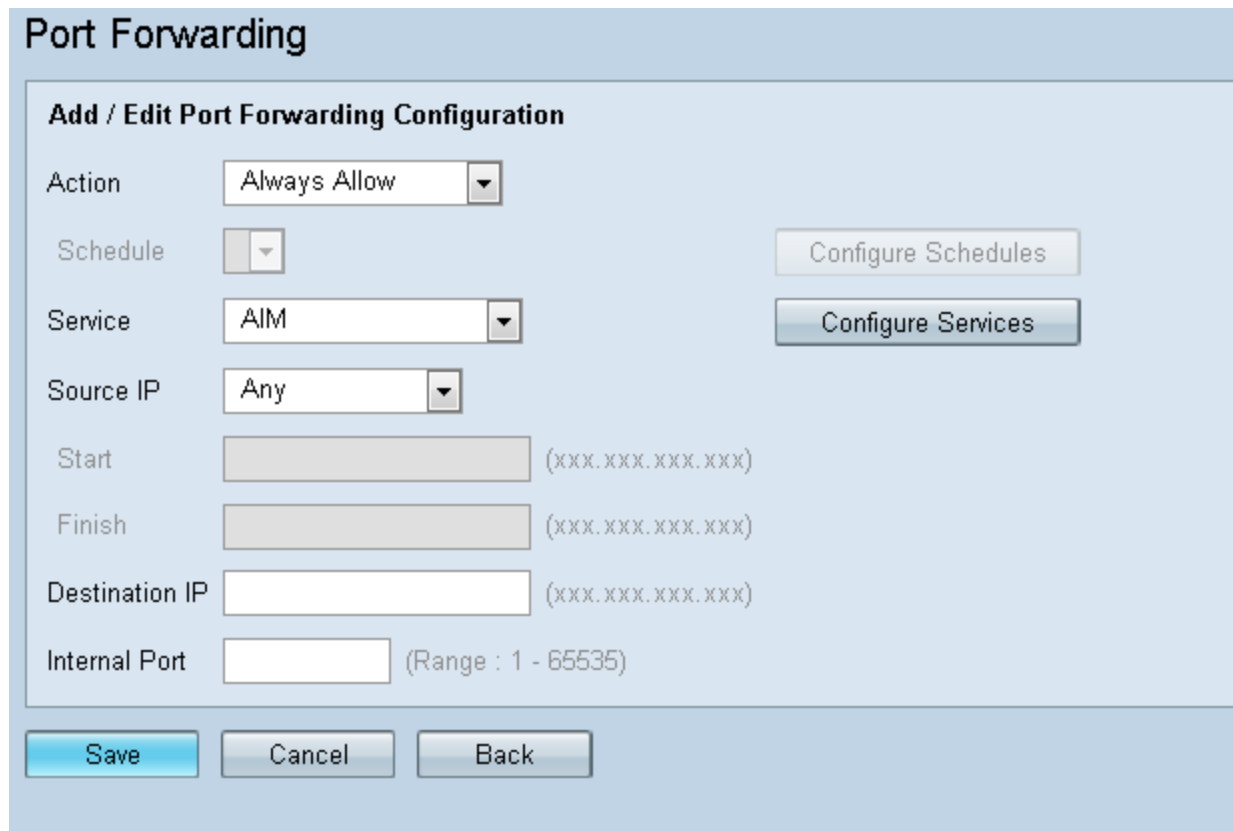 Port Forwarding
Add / Edit Port Forwarding Configuration
Action Always Allow
Schedule Configure Schedules
Service AIM Configure Services
Source IP Any
Start (xxx.xxx.xxx.xxx)
Finish (xxx.xxx.xxx.xxx)
Destination IP (xxx.xxx.xxx.xxx)
Internal Port (Range : 1 - 65535)
Save Cancel Back